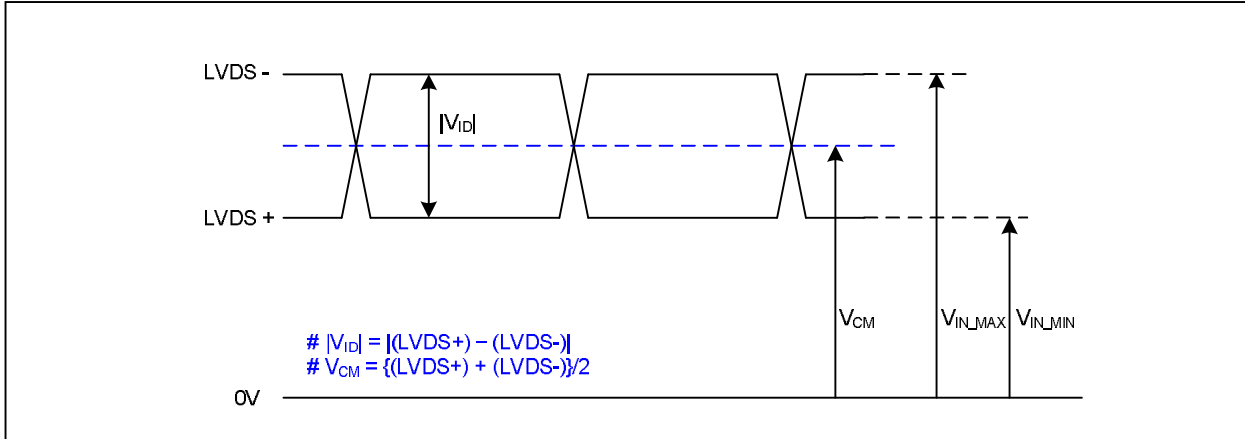 LVDS -
|VID|
LVDS +
VCM
VIN_MAX
VIN_MIN
# |VID| = |(LVDS+) – (LVDS-)|
# VCM = {(LVDS+) + (LVDS-)}/2
0V